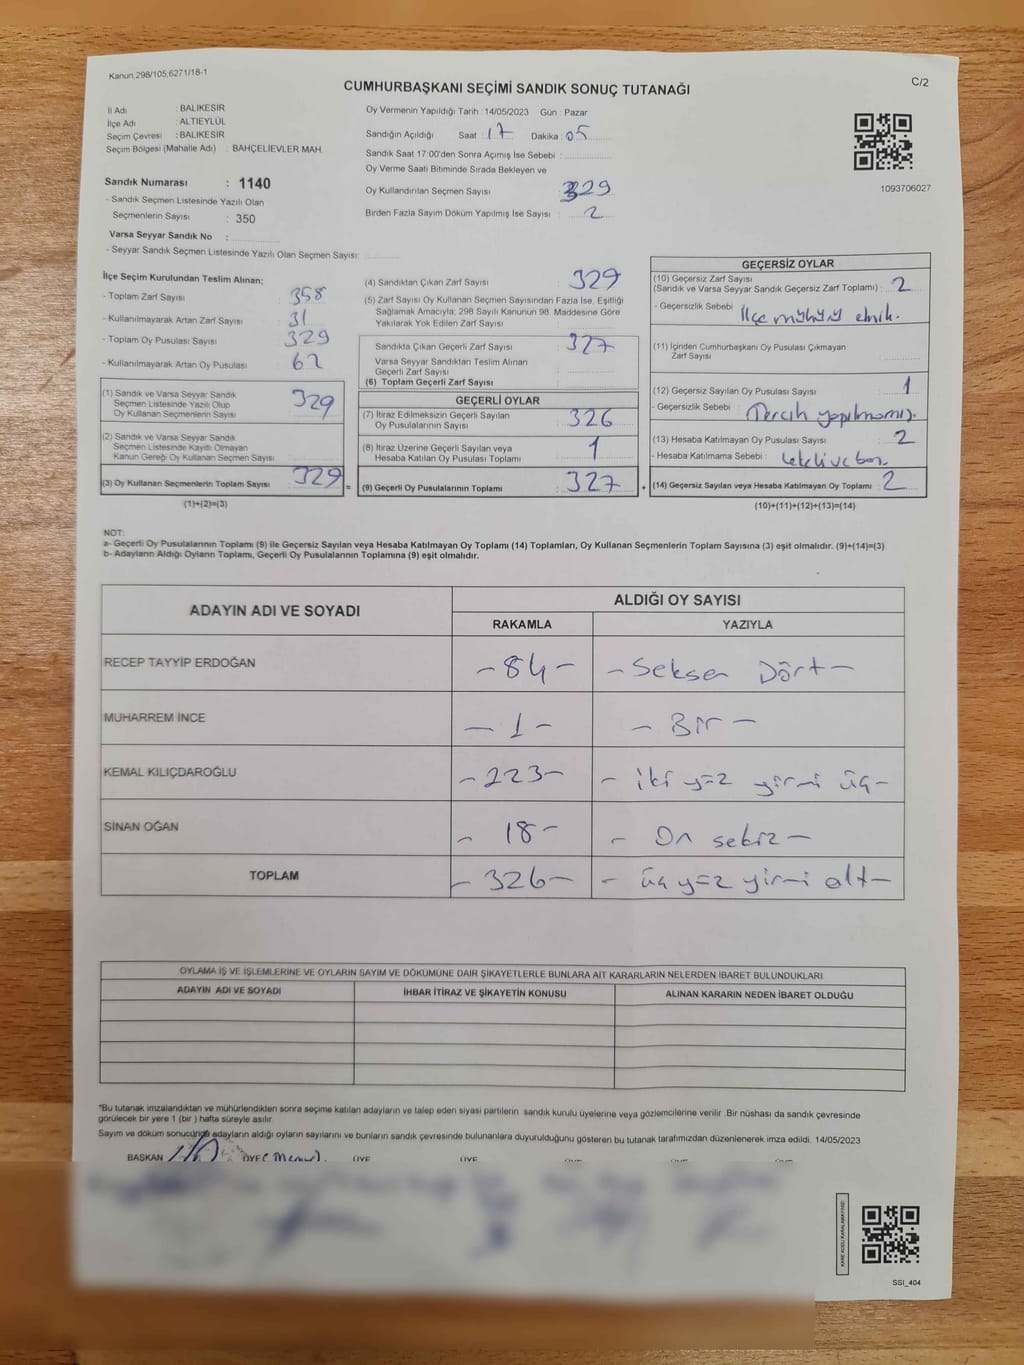 Kanun:298/105;6271/18-1
C/2
CUMHURBAŞKANI SEÇİMİ SANDIK SONUÇ TUTANAĞI
İl Adı : BALIKESİR
İlçe Adı : ALTIEYLÜL
Seçim Çevresi : BALIKESİR
Seçim Bölgesi (Mahalle Adı) : BAHÇELİEVLER MAH.
Sandık Numarası : 1140
- Sandık Seçmen Listesinde Yazılı Olan
Seçmenlerin Sayısı : 350
Varsa Seyyar Sandık No :
- Seyyar Sandık Seçmen Listesinde Yazılı Olan Seçmen Sayısı:
Oy Vermenin Yapıldığı Tarih : 14/05/2023 Gün : Pazar
Sandığın Açıldığı Saat : 17 Dakika : 05
Sandık Saat 17:00'den Sonra Açımış İse Sebebi :
Oy Verme Saati Bitiminde Sırada Bekleyen ve
Oy Kullandırılan Seçmen Sayısı 329
Birden Fazla Sayım Döküm Yapılmış İse Sayısı : 2
1093706027
İlçe Seçim Kurulundan Teslim Alınan;
- Toplam Zarf Sayısı : 358
- Kullanılmayarak Artan Zarf Sayısı : 31
- Toplam Oy Pusulası Sayısı : 329
- Kullanılmayarak Artan Oy Pusulası : 62
(1) Sandık ve Varsa Seyyar Sandık
Seçmen Listesinde Yazılı Olup
Oy Kullanan Seçmenlerin Sayısı : 329
(2) Sandık ve Varsa Seyyar Sandık
Seçmen Listesinde Kayıtlı Olmayan
Kanun Gereği Oy Kullanan Seçmen Sayısı :
(3) Oy Kullanan Seçmenlerin Toplam Sayısı : 329 =
(1)+(2)=(3)
(4) Sandıktan Çıkan Zarf Sayısı : 329
(5) Zarf Sayısı Oy Kullanan Seçmen Sayısından Fazla İse, Eşitliği
Sağlamak Amacıyla; 298 Sayılı Kanunun 98. Maddesine Göre
Yakılarak Yok Edilen Zarf Sayısı :
Sandıkta Çıkan Geçerli Zarf Sayısı : 327
Varsa Seyyar Sandıktan Teslim Alınan
Geçerli Zarf Sayısı :
(6) Toplam Geçerli Zarf Sayısı :
GEÇERLİ OYLAR
(7) İtiraz Edilmeksizin Geçerli Sayılan
Oy Pusulalarının Sayısı : 326
(8) İtiraz Üzerine Geçerli Sayılan veya
Hesaba Katılan Oy Pusulası Toplamı : 1
(9) Geçerli Oy Pusulalarının Toplamı : 327 +
GEÇERSİZ OYLAR
(10) Geçersiz Zarf Sayısı
(Sandık ve Varsa Seyyar Sandık Geçersiz Zarf Toplamı) : 2
- Geçersizlik Sebebi : İlçe mührü
(11) İçinden Cumhurbaşkanı Oy Pusulası Çıkmayan
Zarf Sayısı
(12) Geçersiz Sayılan Oy Pusulası Sayısı : 1
- Geçersizlik Sebebi : Tercih yapılmamış.
(13) Hesaba Katılmayan Oy Pusulası Sayısı : 2
- Hesaba Katılmama Sebebi : Lekeli ve
(14) Geçersiz Sayılan veya Hesaba Katılmayan Oy Toplamı : 2
(10)+(11)+(12)+(13)=(14)
NOT:
a- Geçerli Oy Pusulalarının Toplamı (9) ile Geçersiz Sayılan veya Hesaba Katılmayan Oy Toplamı (14) Toplamları, Oy Kullanan Seçmenlerin Toplam Sayısına (3) eşit olmalıdır. (9)+(14)=(3)
b- Adayların Aldığı Oyların Toplamı, Geçerli Oy Pusulalarının Toplamına (9) eşit olmalıdır.
ADAYIN ADI VE SOYADI
ALDIĞI OY SAYISI
RAKAMLA YAZIYLA
RECEP TAYYİP ERDOĞAN -84- -Seksen Dört-
MUHARREM İNCE -1- -Bir-
KEMAL KILIÇDAROĞLU -223- -iki yüz yirmi üç-
SİNAN OĞAN -18- -On sekiz-
TOPLAM -326- -üç yüz yirmi altı-
OYLAMA İŞ VE İŞLEMLERİNE VE OYLARIN SAYIM VE DÖKÜMÜNE DAİR ŞİKAYETLERLE BUNLARA AİT KARARLARIN NELERDEN İBARET BULUNDUKLARI
ADAYIN ADI VE SOYADI İHBAR İTİRAZ VE ŞİKAYETİN KONUSU ALINAN KARARIN NEDEN İBARET OLDUĞU
*Bu tutanak imzalandıktan ve mühürlendikten sonra seçime katılan adayların ve talep eden siyasi partilerin sandık kurulu üyelerine veya gözlemcilerine verilir. Bir nüshası da sandık çevresinde
görülecek bir yere 1 (bir) hafta süreyle asılır.
Sayım ve döküm sonucunda adayların aldığı oyların sayılarını ve bunların sandık çevresinde bulunanlara duyurulduğunu gösteren bu tutanak tarafımızdan düzenlenerek imza edildi. 14/05/2023
BAŞKAN ÜYE (Memur). ÜYE ÜYE
SSI_404